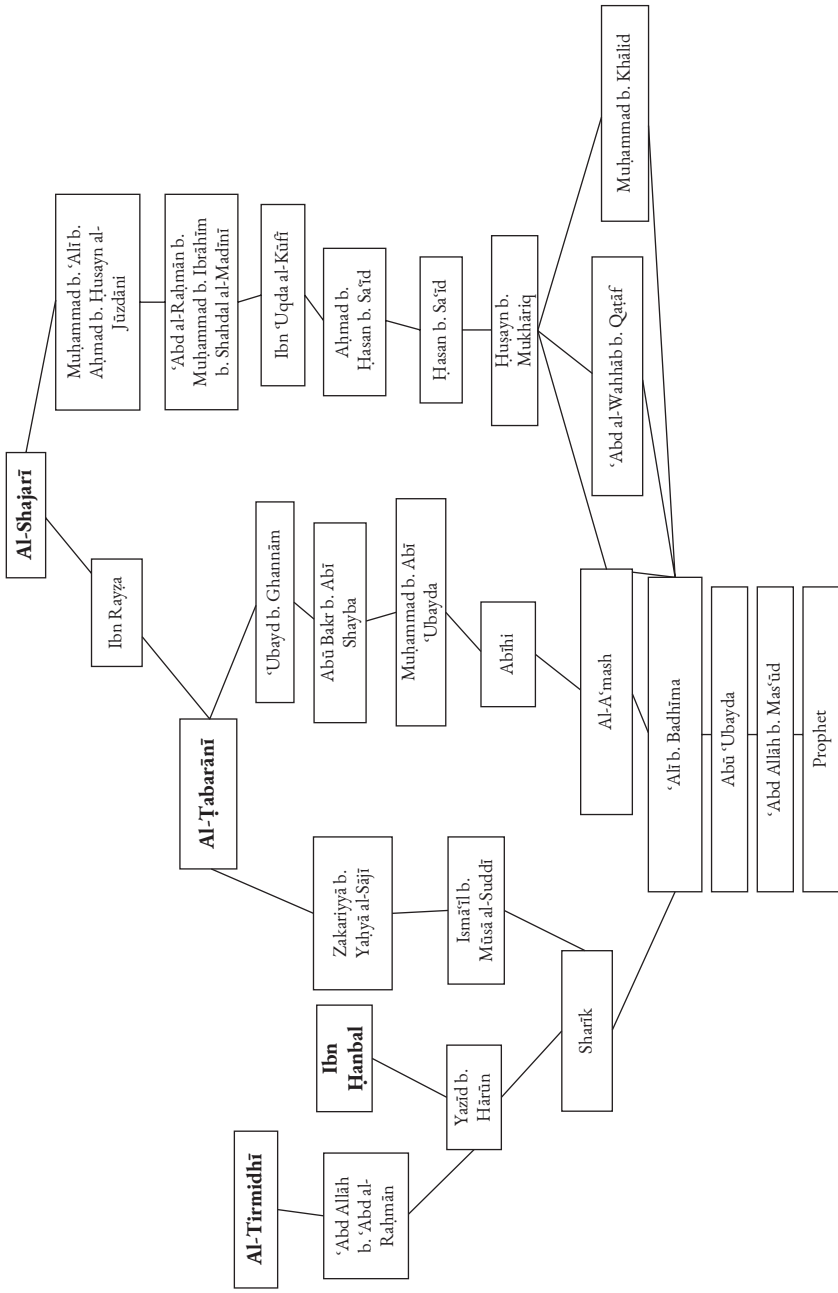 Al-Shajarī
Muḥammad b. ʿAlī b.
Aḥmad b. Ḥusayn al-
Jūzdāni
Ibn Rayẓa
ʿAbd al-Raḥmān b.
Muḥammad b. Ibrāhīm
b. Shahdal al-Madīnī
Al-Ṭabarānī
Al-Tirmidhī
ʿUbayd b. Ghannām
Ibn ʿUqda al-Kūfī
Ibn
Ḥanbal
Zakariyyā b.
Yaḥyā al-Sājī
Abū Bakr b. Abī
Shayba
Aḥmad b.
Ḥasan b. Saʿīd
ʿAbd Allāh
b. ʿAbd al-
Raḥmān
Muḥammad b. Abī
ʿUbayda
Ḥasan b. Saʿīd
Yazīd b.
Hārūn
Ismāʿīl b.
Mūsā al-Suddī
Abīhi
Ḥuṣayn b.
Mukhāriq
Sharīk
Al-Aʿmash
ʿAbd al-Wahhāb b. Qaṭāf
Muḥammad b. Khālid
ʿAlī b. Badhīma
Abū ʿUbayda
ʿAbd Allāh b. Masʿūd
Prophet